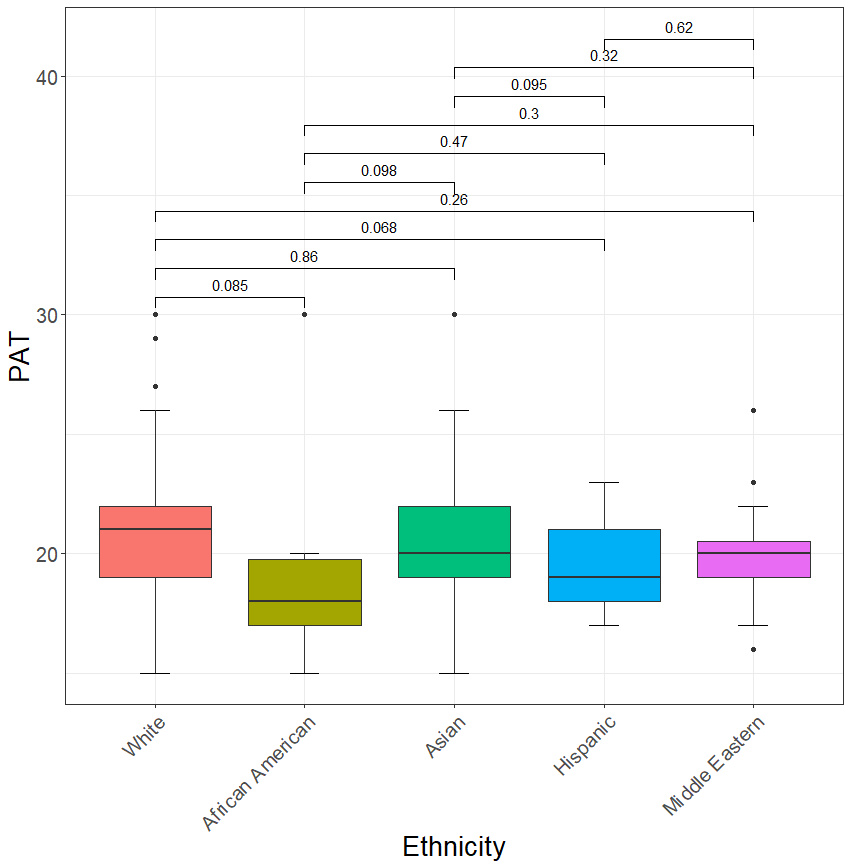 0.62
0.32
40
0.095
0.3
0.47
0.098
0.26
0.068
0.86
0.085
30
PAT
20
White
African American
Asian
Hispanic
Middle Eastern
Ethnicity